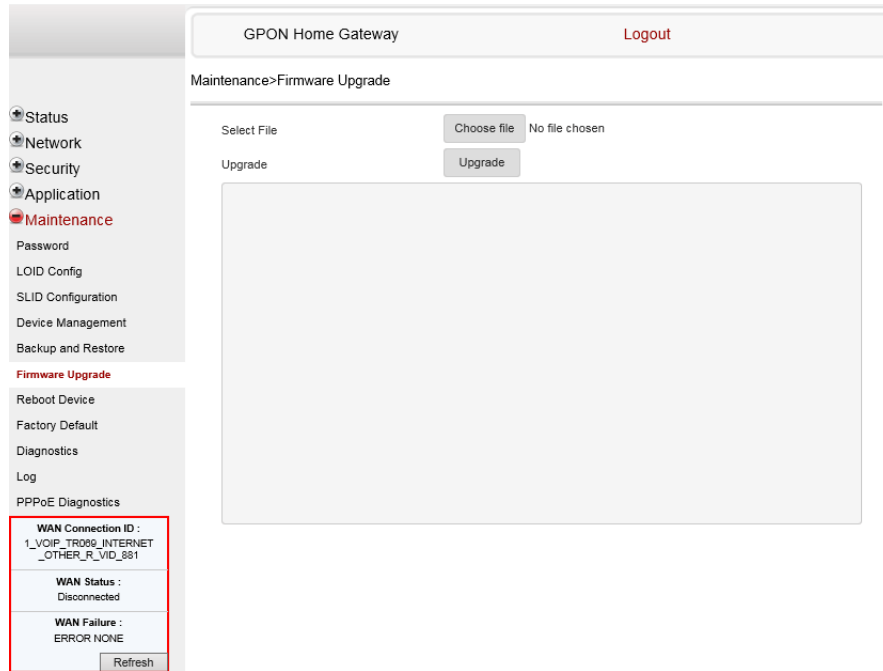 GPON Home Gateway
Logout
Maintenance>Firmware Upgrade
Status
Network
Security
Application
Maintenance
Password
LOID Config
SLID Configuration
Device Management
Backup and Restore
Firmware Upgrade
Reboot Device
Factory Default
Diagnostics
Log
PPPoE Diagnostics
WAN Connection ID :
1_VOIP_TR069_INTERNET
_OTHER_R_VID_881
WAN Status :
Disconnected
WAN Failure :
ERROR NONE
Refresh
Select File
Choose file No file chosen
Upgrade
Upgrade